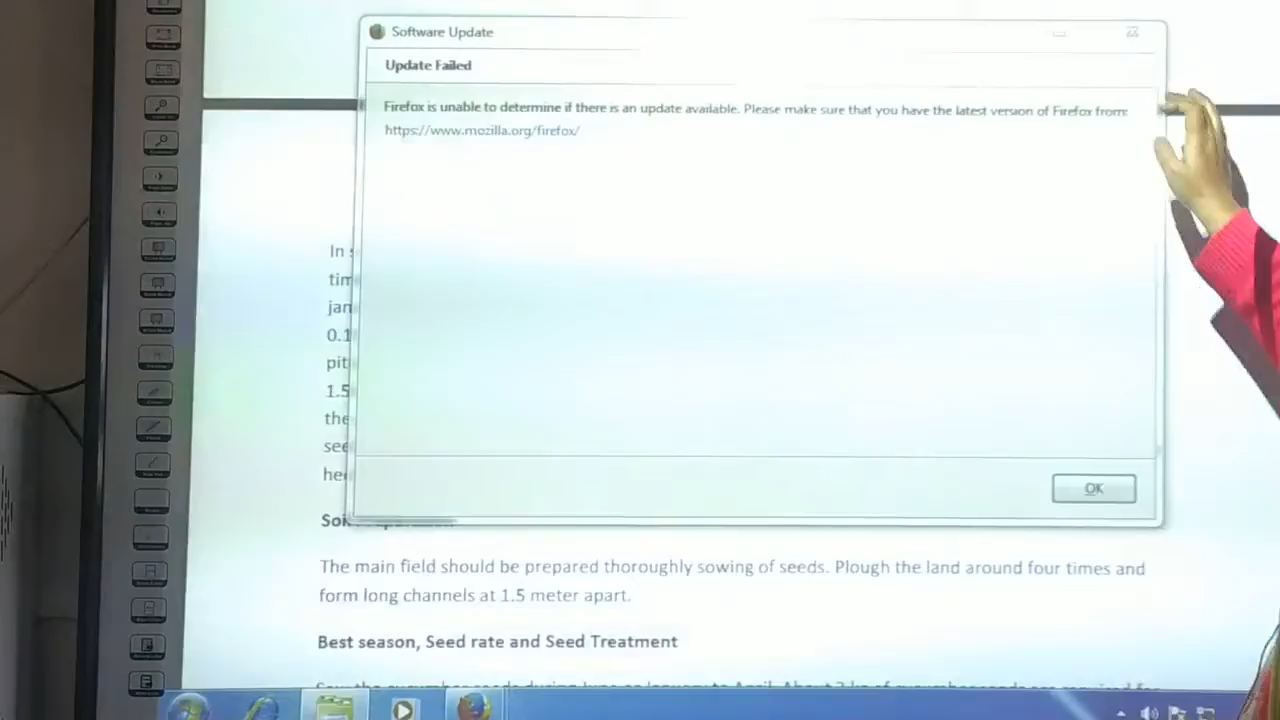 Software Update
Update Failed
Firefox is unable to determine if there is an update available. Please make sure that you have the latest version of Firefox from:
https://www.mozilla.org/firefox/
In
tim
jan
0.1
pit
1.5
the
see
he
OK
The main field should be prepared thoroughly sowing of seeds. Plough the land around four times and
form long channels at 1.5 meter apart.
Best season, Seed rate and Seed Treatment